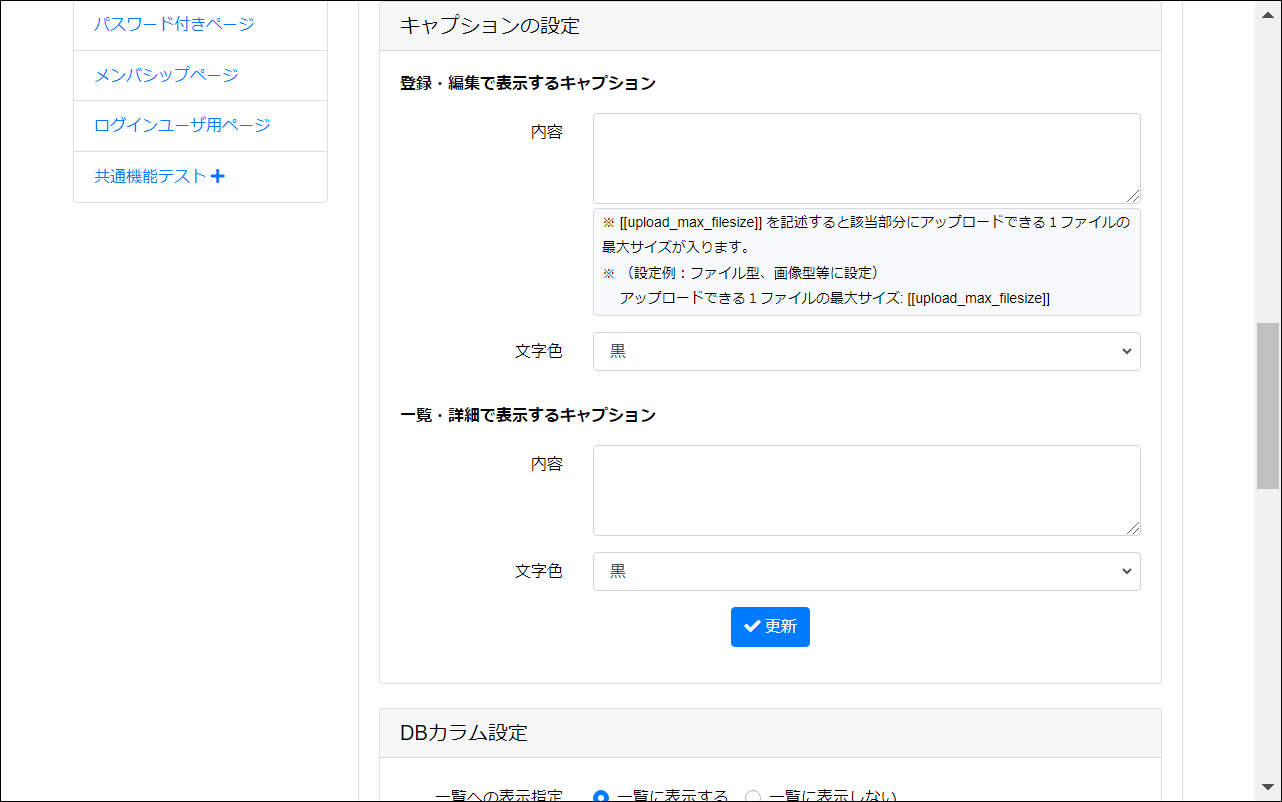 パスワード付きページ
メンバシップページ
ログインユーザ用ページ
共通機能テスト
キャプションの設定
登録・編集で表示するキャプション
内容
※ [[upload_max_filesize]] を記述すると該当部分にアップロードできる１ファイルの
最大サイズが入ります。
※ （設定例：ファイル型、画像型等に設定）
アップロードできる１ファイルの最大サイズ: [[upload_max_filesize]]
文字色
黒
一覧・詳細で表示するキャプション
内容
文字色
黒
更新
DBカラム設定
一覧への表示指定 一覧に表示する 一覧に表示しない